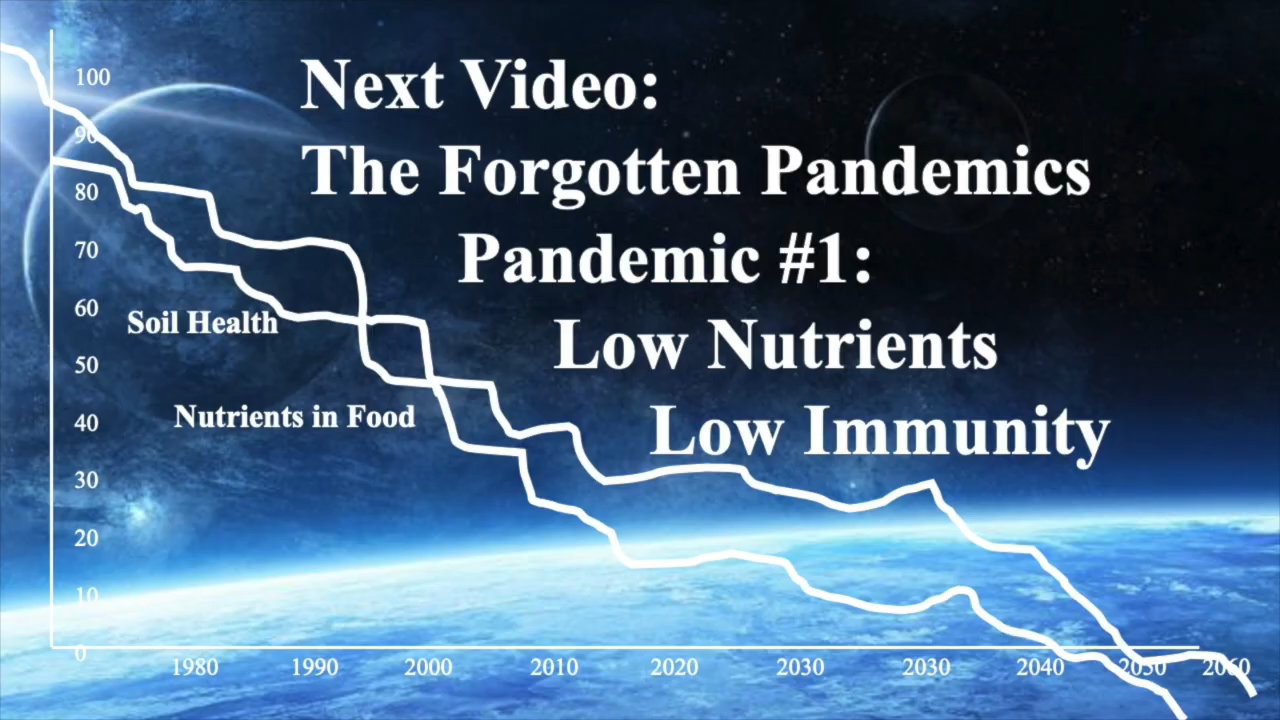 Next Video:
The Forgotten Pandemics
Pandemic #1:
Low Nutrients
Low Immunity
Soil Health
Nutrients in Food
100
90
80
70
60
50
40
30
20
10
0
1980 1990 2000 2010 2020 2030 2030 2040 2050 2060